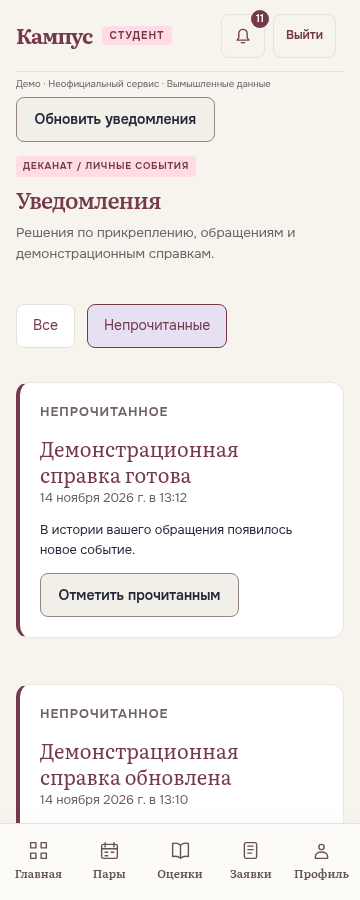 Кампус
СТУДЕНТ
11
Выйти
Демо · Неофициальный сервис · Вымышленные данные
Обновить уведомления
ДЕКАНАТ / ЛИЧНЫЕ СОБЫТИЯ
Уведомления
Решения по прикреплению, обращениям и
демонстрационным справкам.
Все
Непрочитанные
НЕПРОЧИТАННОЕ
Демонстрационная
справка готова
14 ноября 2026 г. в 13:12
В истории вашего обращения появилось
новое событие.
Отметить прочитанным
НЕПРОЧИТАННОЕ
Демонстрационная
справка обновлена
14 ноября 2026 г. в 13:10
Главная
Пары
Оценки
Заявки
Профиль